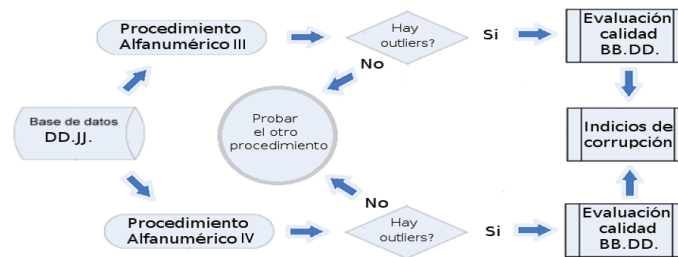 Procedimiento
Alfanumérico III
Hay
outliers?
Si
Evaluación
calidad
BB.DD.
No
Base de datos
DD.JJ.
Probar
el otro
procedimiento
Indicios de
corrupción
No
Procedimiento
Alfanumérico IV
Hay
outliers?
Si
Evaluación
calidad
BB.DD.